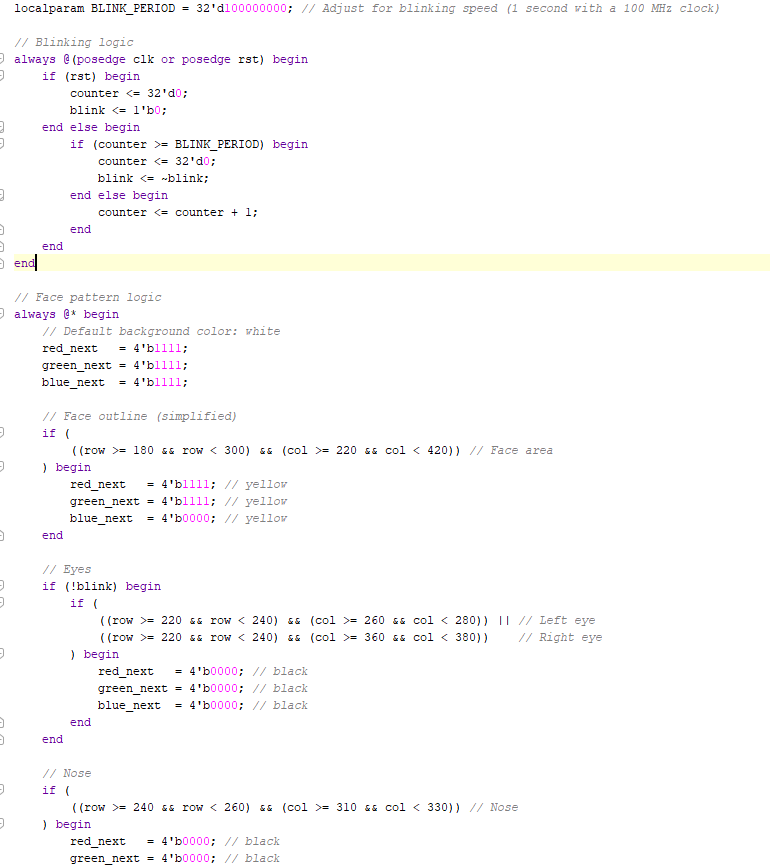 localparam BLINK_PERIOD = 32'd100000000; // Adjust for blinking speed (1 second with a 100 MHz clock)
// Blinking logic
always @(posedge clk or posedge rst) begin
if (rst) begin
counter <= 32'd0;
blink <= 1'b0;
end else begin
if (counter >= BLINK_PERIOD) begin
counter <= 32'd0;
blink <= ~blink;
end else begin
counter <= counter + 1;
end
end
end
// Face pattern logic
always @* begin
// Default background color: white
red_next   = 4'b1111;
green_next = 4'b1111;
blue_next  = 4'b1111;
// Face outline (simplified)
if (
((row >= 180 && row < 300) && (col >= 220 && col < 420)) // Face area
) begin
red_next   = 4'b1111; // yellow
green_next = 4'b1111; // yellow
blue_next  = 4'b0000; // yellow
end
// Eyes
if (!blink) begin
if (
((row >= 220 && row < 240) && (col >= 260 && col < 280)) || // Left eye
((row >= 220 && row < 240) && (col >= 360 && col < 380))    // Right eye
) begin
red_next   = 4'b0000; // black
green_next = 4'b0000; // black
blue_next  = 4'b0000; // black
end
end
// Nose
if (
((row >= 240 && row < 260) && (col >= 310 && col < 330)) // Nose
) begin
red_next   = 4'b0000; // black
green_next = 4'b0000; // black